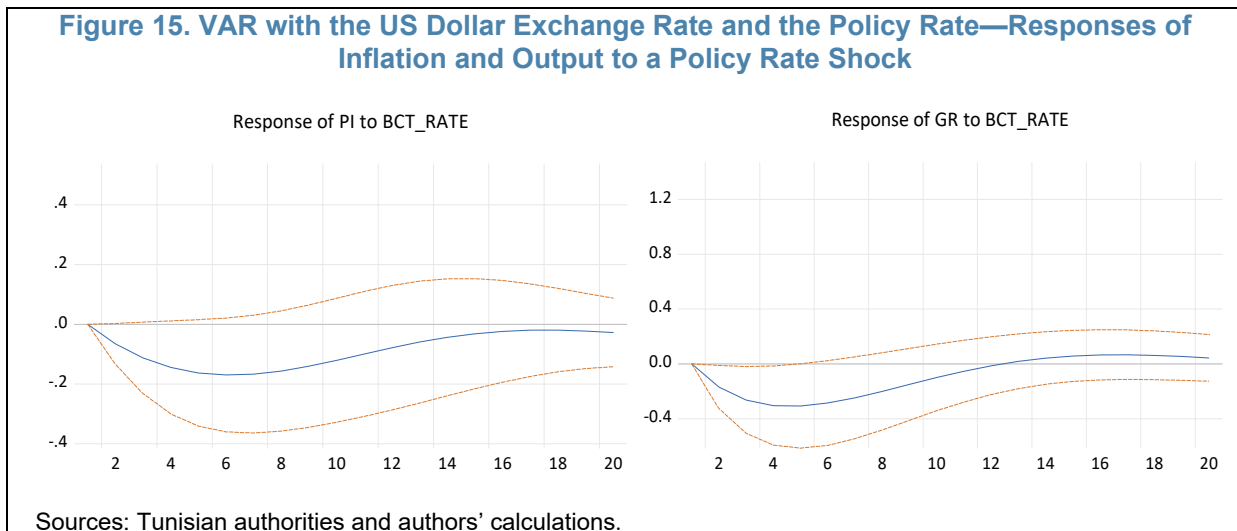 Figure 15. VAR with the US Dollar Exchange Rate and the Policy Rate—Responses of
Inflation and Output to a Policy Rate Shock
Response of PI to BCT_RATE
.4
.2
.0
-.2
-.4
2 4 6 8 10 12 14 16 18 20
Response of GR to BCT_RATE
1.2
0.8
0.4
0.0
-0.4
2 4 6 8 10 12 14 16 18 20
Sources: Tunisian authorities and authors’ calculations.